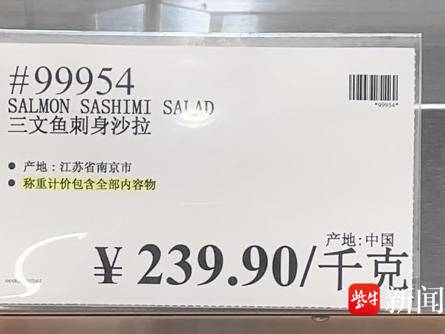 #99954
SALMON SASHIMI SALAD
三文鱼刺身沙拉
*99954*
● 产地:江苏省南京市
● 称重计价包含全部内容物
产地:中国
¥ 239.90/千克
紫牛新闻